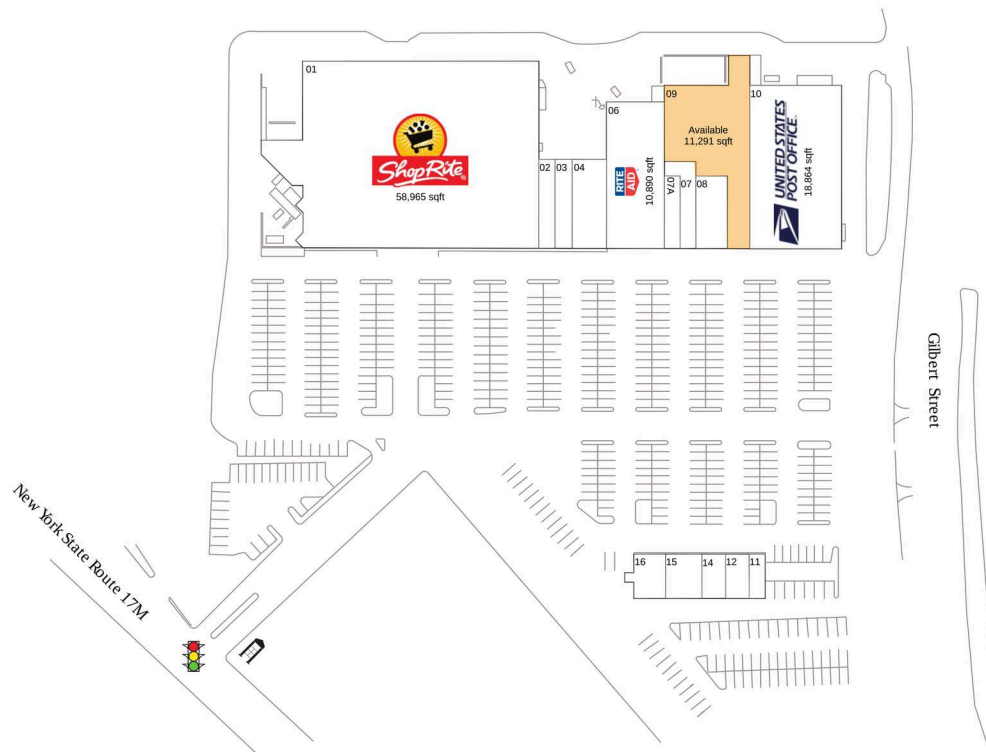 01
ShopRite
58,965 sqft
02
03
04
06
RITE
AID
10,890 sqft
07A
07
08
09
Available
11,291 sqft
10
UNITED STATES
POST OFFICE
18,864 sqft
Gilbert Street
New York State Route 17M
16
15
14
12
11